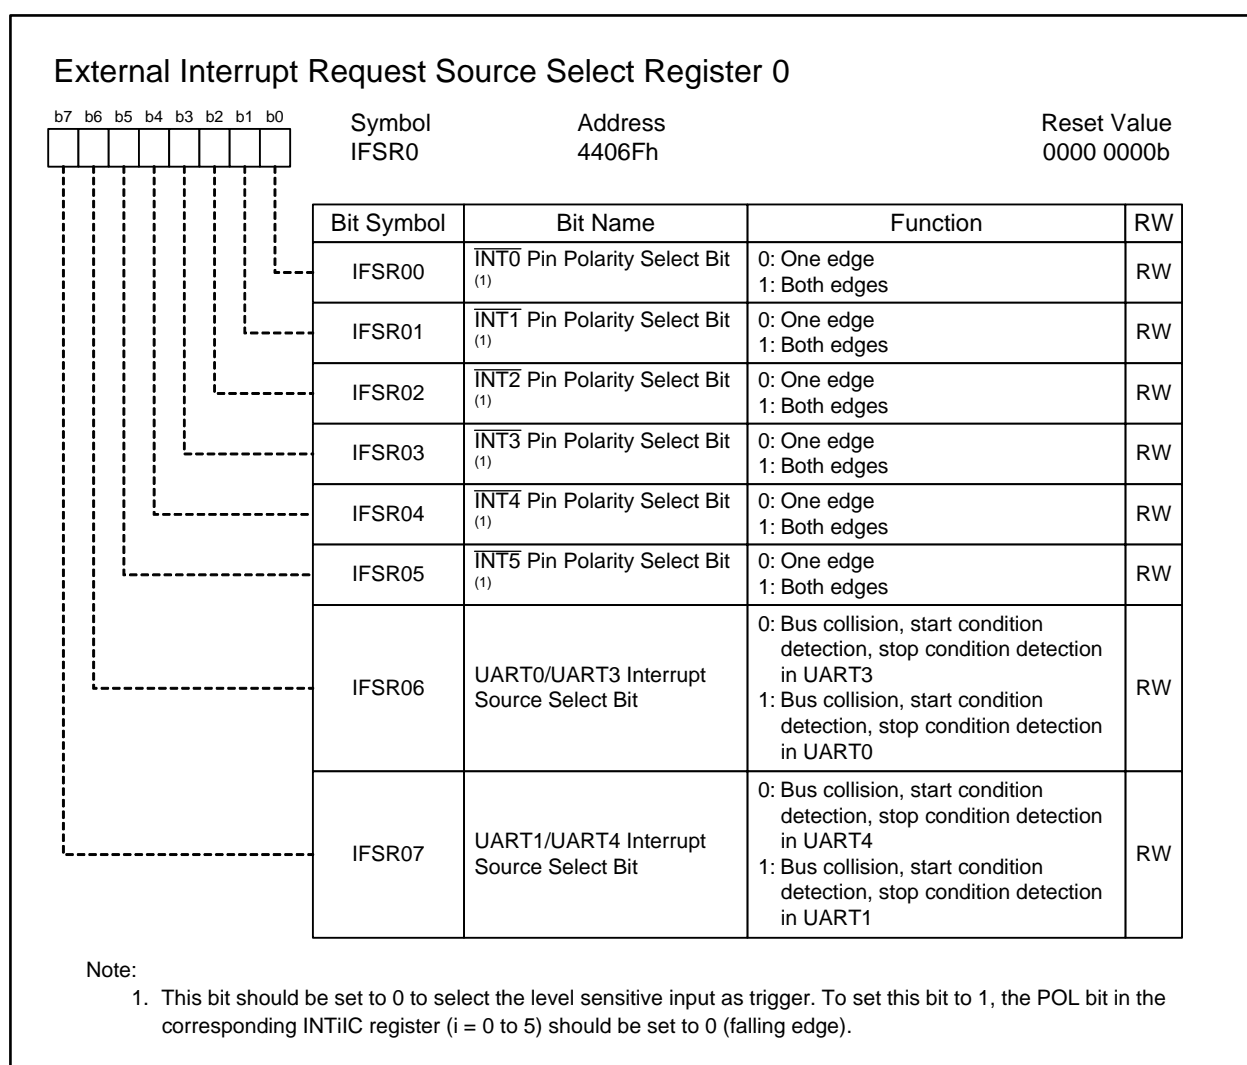 External Interrupt Request Source Select Register 0
b7 b6 b5 b4 b3 b2 b1 b0
Symbol Address Reset Value
IFSR0 4406Fh 0000 0000b
Bit Symbol Bit Name Function RW
IFSR00
INT0 Pin Polarity Select Bit
(1)
0: One edge
1: Both edges
RW
IFSR01
INT1 Pin Polarity Select Bit
(1)
0: One edge
1: Both edges
RW
IFSR02
INT2 Pin Polarity Select Bit
(1)
0: One edge
1: Both edges
RW
IFSR03
INT3 Pin Polarity Select Bit
(1)
0: One edge
1: Both edges
RW
IFSR04
INT4 Pin Polarity Select Bit
(1)
0: One edge
1: Both edges
RW
IFSR05
INT5 Pin Polarity Select Bit
(1)
0: One edge
1: Both edges
RW
IFSR06
UART0/UART3 Interrupt
Source Select Bit
0: Bus collision, start condition
detection, stop condition detection
in UART3
1: Bus collision, start condition
detection, stop condition detection
in UART0
RW
IFSR07
UART1/UART4 Interrupt
Source Select Bit
0: Bus collision, start condition
detection, stop condition detection
in UART4
1: Bus collision, start condition
detection, stop condition detection
in UART1
RW
Note:
1. This bit should be set to 0 to select the level sensitive input as trigger. To set this bit to 1, the POL bit in the
corresponding INTiIC register (i = 0 to 5) should be set to 0 (falling edge).